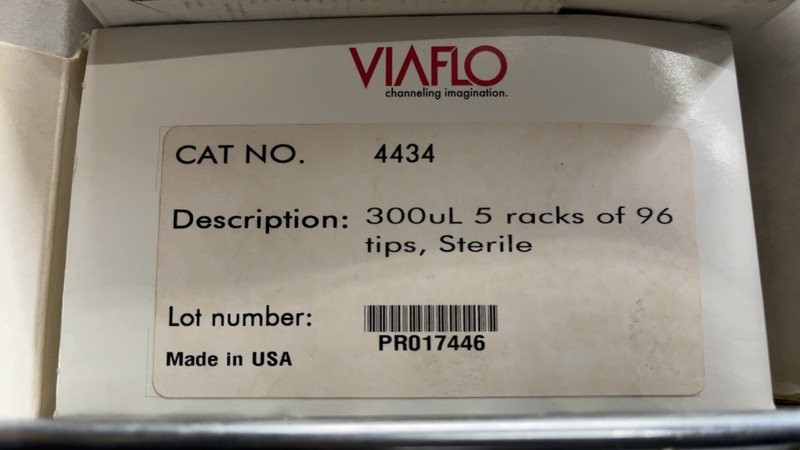 VIAFLO
channeling imagination.
CAT NO. 4434
Description: 300uL 5 racks of 96
tips, Sterile
Lot number:
PR017446
Made in USA